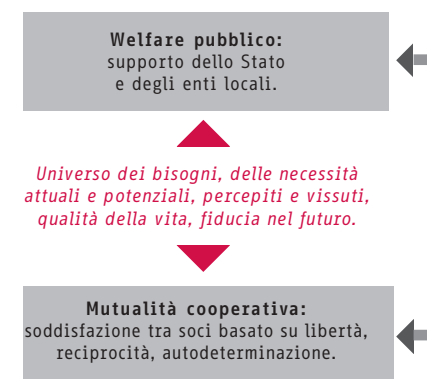 Welfare pubblico:
supporto dello Stato
e degli enti locali.
Universo dei bisogni, delle necessità
attuali e potenziali, percepiti e vissuti,
qualità della vita, fiducia nel futuro.
Mutualità cooperativa:
soddisfazione tra soci basato su libertà,
reciprocità, autodeterminazione.